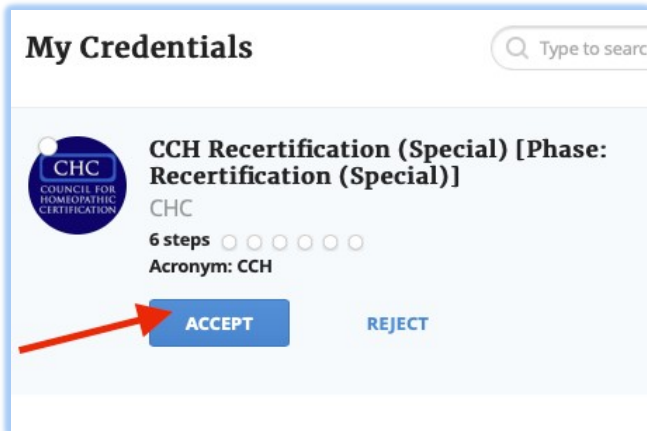 My Credentials
Type to searc
CHC
COUNCIL FOR
HOMEOPATHIC
CERTIFICATION
CCH Recertification (Special) [Phase:
Recertification (Special)]
CHC
6 steps
Acronym: CCH
ACCEPT
REJECT